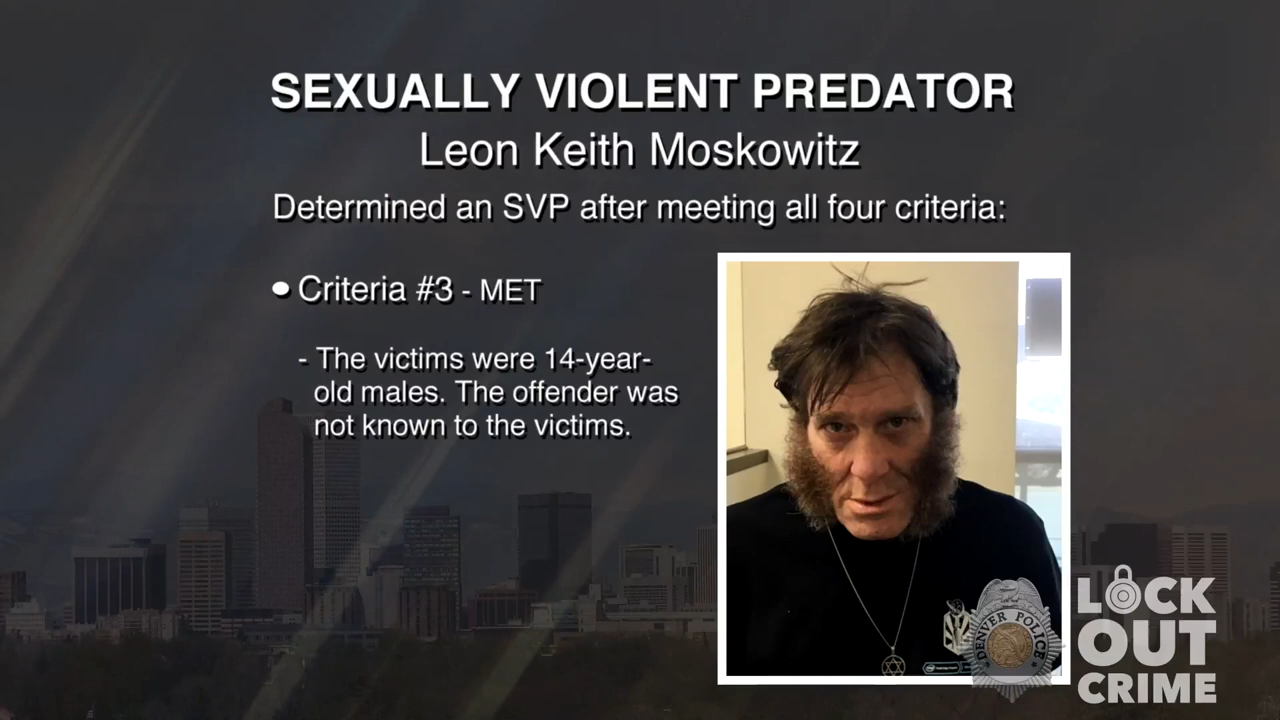 SEXUALLY VIOLENT PREDATOR
Leon Keith Moskowitz
Determined an SVP after meeting all four criteria:
Criteria #3 - MET
- The victims were 14-year-
old males. The offender was
not known to the victims.
DENVER POLICE
LOCK
OUT
CRIME